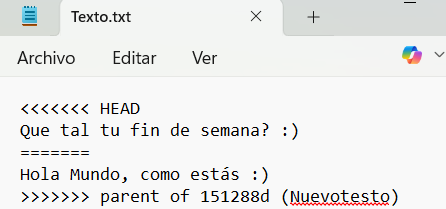 Texto.txt
Archivo Editar Ver
<<<<<<< HEAD
Que tal tu fin de semana? :)
=======
Hola Mundo, como estás :)
>>>>>>> parent of 151288d (Nuevotesto)